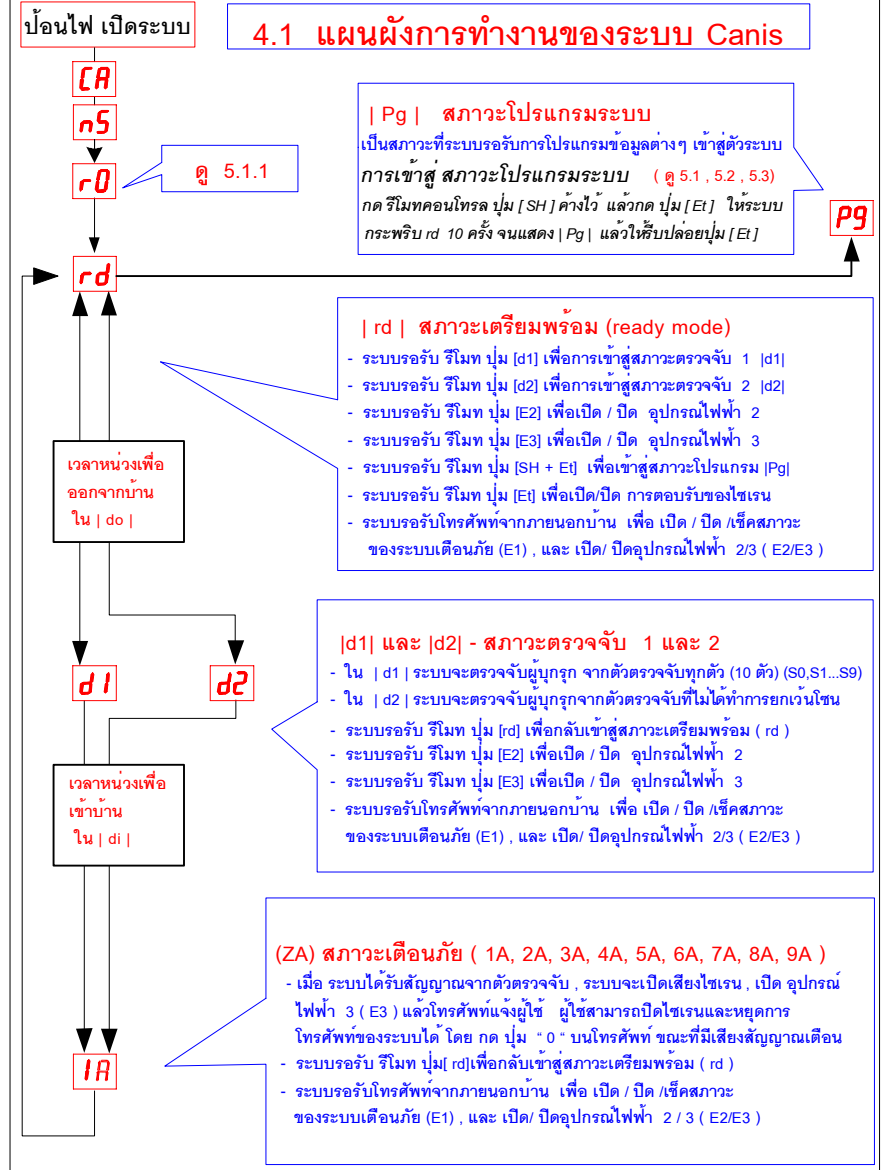 ป้อนไฟ เปิดระบบ
4.1 แผนผังการทำงานของระบบ Canis
CA
nS
r0
ดู 5.1.1
| Pg | สภาวะโปรแกรมระบบ
เป็นสภาวะที่ระบบรอรับการโปรแกรมข้อมูลต่างๆ เข้าสู่ตัวระบบ
การเข้าสู่ สภาวะโปรแกรมระบบ ( ดู 5.1 , 5.2 , 5.3)
กด รีโมทคอนโทรล ปุ่ม [ SH ] ค้างไว้ แล้วกด ปุ่ม [ Et ] ให้ระบบ
กระพริบ rd 10 ครั้ง จนแสดง | Pg | แล้วให้รีบปล่อยปุ่ม [ Et ]
Pg
rd
| rd | สภาวะเตรียมพร้อม (ready mode)
- ระบบรอรับ รีโมท ปุ่ม [d1] เพื่อการเข้าสู่สภาวะตรวจจับ 1 |d1|
- ระบบรอรับ รีโมท ปุ่ม [d2] เพื่อการเข้าสู่สภาวะตรวจจับ 2 |d2|
- ระบบรอรับ รีโมท ปุ่ม [E2] เพื่อเปิด / ปิด อุปกรณ์ไฟฟ้า 2
- ระบบรอรับ รีโมท ปุ่ม [E3] เพื่อเปิด / ปิด อุปกรณ์ไฟฟ้า 3
- ระบบรอรับ รีโมท ปุ่ม [SH + Et] เพื่อเข้าสู่สภาวะโปรแกรม |Pg|
- ระบบรอรับ รีโมท ปุ่ม [Et] เพื่อเปิด/ปิด การตอบรับของไซเรน
- ระบบรอรับโทรศัพท์จากภายนอกบ้าน เพื่อ เปิด / ปิด /เช็คสภาวะ
ของระบบเตือนภัย (E1) , และ เปิด/ ปิดอุปกรณ์ไฟฟ้า 2/3 ( E2/E3 )
เวลาหน่วงเพื่อ
ออกจากบ้าน
ใน | do |
d1
d2
|d1| และ |d2| - สภาวะตรวจจับ 1 และ 2
- ใน | d1 | ระบบจะตรวจจับผู้บุกรุก จากตัวตรวจจับทุกตัว (10 ตัว) (S0,S1...S9)
- ใน | d2 | ระบบจะตรวจจับผู้บุกรุกจากตัวตรวจจับที่ไม่ได้ทำการยกเว้นโซน
- ระบบรอรับ รีโมท ปุ่ม [rd] เพื่อกลับเข้าสู่สภาวะเตรียมพร้อม ( rd )
- ระบบรอรับ รีโมท ปุ่ม [E2] เพื่อเปิด / ปิด อุปกรณ์ไฟฟ้า 2
- ระบบรอรับ รีโมท ปุ่ม [E3] เพื่อเปิด / ปิด อุปกรณ์ไฟฟ้า 3
- ระบบรอรับโทรศัพท์จากภายนอกบ้าน เพื่อ เปิด / ปิด /เช็คสภาวะ
ของระบบเตือนภัย (E1) , และ เปิด/ ปิดอุปกรณ์ไฟฟ้า 2/3 ( E2/E3 )
เวลาหน่วงเพื่อ
เข้าบ้าน
ใน | di |
(ZA) สภาวะเตือนภัย ( 1A, 2A, 3A, 4A, 5A, 6A, 7A, 8A, 9A )
- เมื่อ ระบบได้รับสัญญาณจากตัวตรวจจับ , ระบบจะเปิดเสียงไซเรน , เปิด อุปกรณ์
ไฟฟ้า 3 ( E3 ) แล้วโทรศัพท์แจ้งผู้ใช้ ผู้ใช้สามารถปิดไซเรนและหยุดการ
โทรศัพท์ของระบบได้ โดย กด ปุ่ม “ 0 “ บนโทรศัพท์ ขณะที่มีเสียงสัญญาณเตือน
- ระบบรอรับ รีโมท ปุ่ม[ rd]เพื่อกลับเข้าสู่สภาวะเตรียมพร้อม ( rd )
- ระบบรอรับโทรศัพท์จากภายนอกบ้าน เพื่อ เปิด / ปิด /เช็คสภาวะ
ของระบบเตือนภัย (E1) , และ เปิด/ ปิดอุปกรณ์ไฟฟ้า 2 / 3 ( E2/E3 )
1A